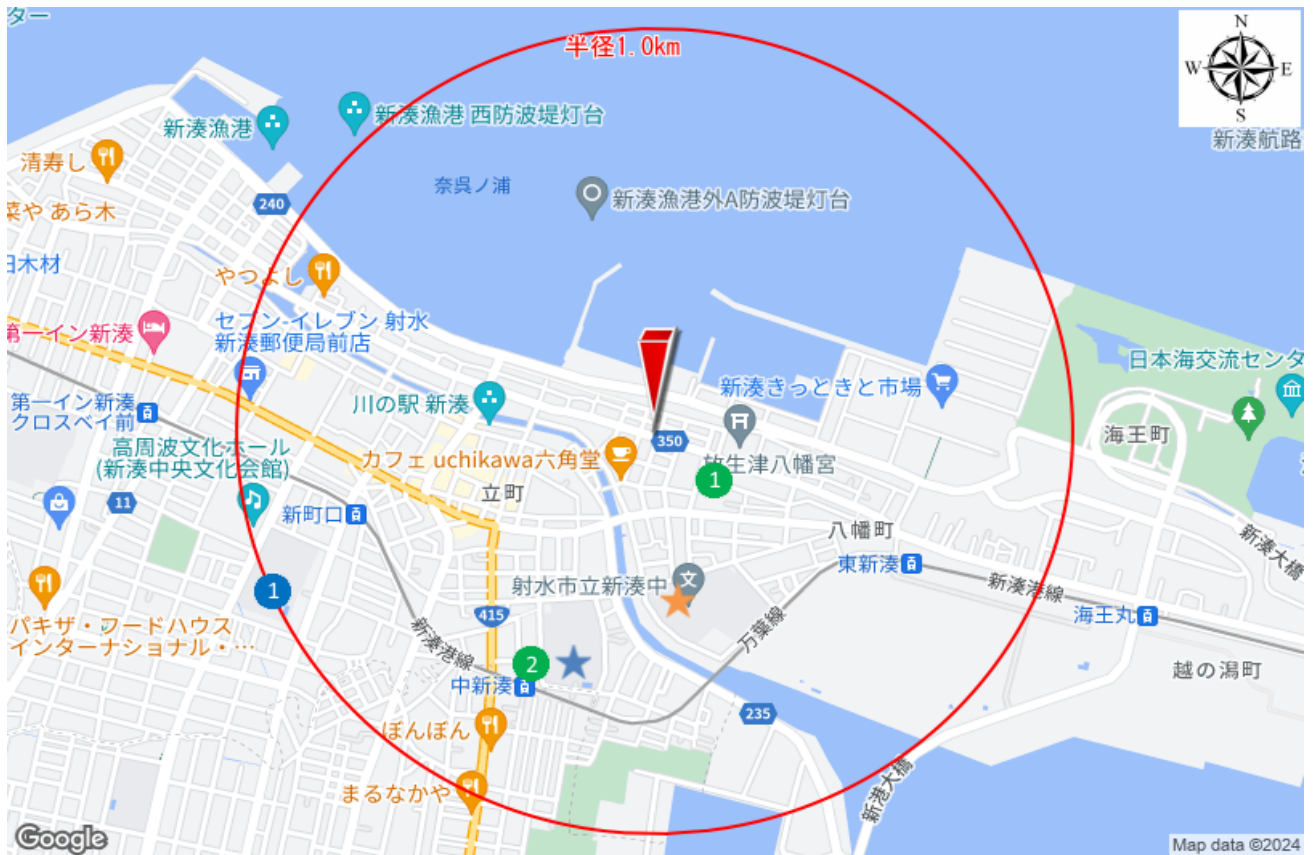 ター
半径1.0km
N
W
E
S
新湊漁港
新湊漁港 西防波堤灯台
新湊航路
清寿し
奈呉ノ浦
新湊漁港外A防波堤灯台
菜や あら木
240
やつよし
第一イン新湊
セブン-イレブン 射水
新湊郵便局前店
新湊きっときと市場
日本海交流センタ
第一イン新湊
クロスベイ前
川の駅 新湊
350
海王町
高周波文化ホール
(新湊中央文化会館)
カフェ uchikawa六角堂
放生津八幡宮
1
立町
11
新町口
八幡町
新湊大橋
東新湊
射水市立新湊中
文
新湊港線
1
415
万葉線
海王丸
パキザ・フードハウス
インターナショナル・…
新湊港線
2
中新湊
越の潟町
235
ぼんぼん
まるなかや
新港大橋
Google
Map data ©2024